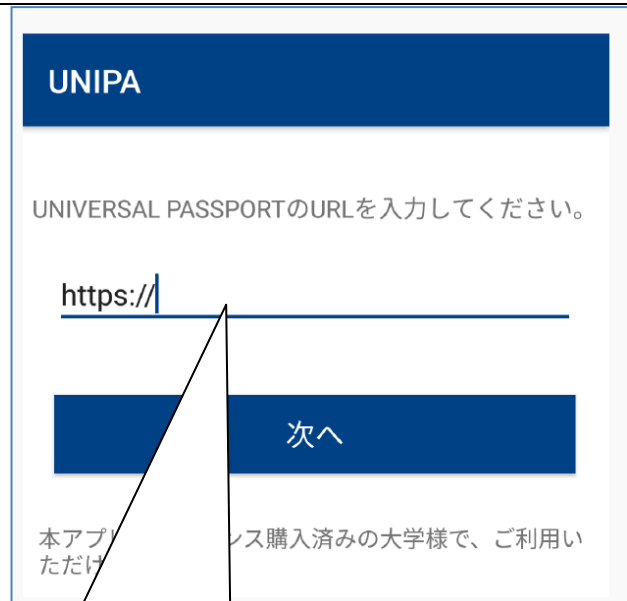 UNIPA
UNIVERSAL PASSPORTのURLを入力してください。
https://
次へ
本アプ ンス購入済みの大学様で、ご利用い
ただけ